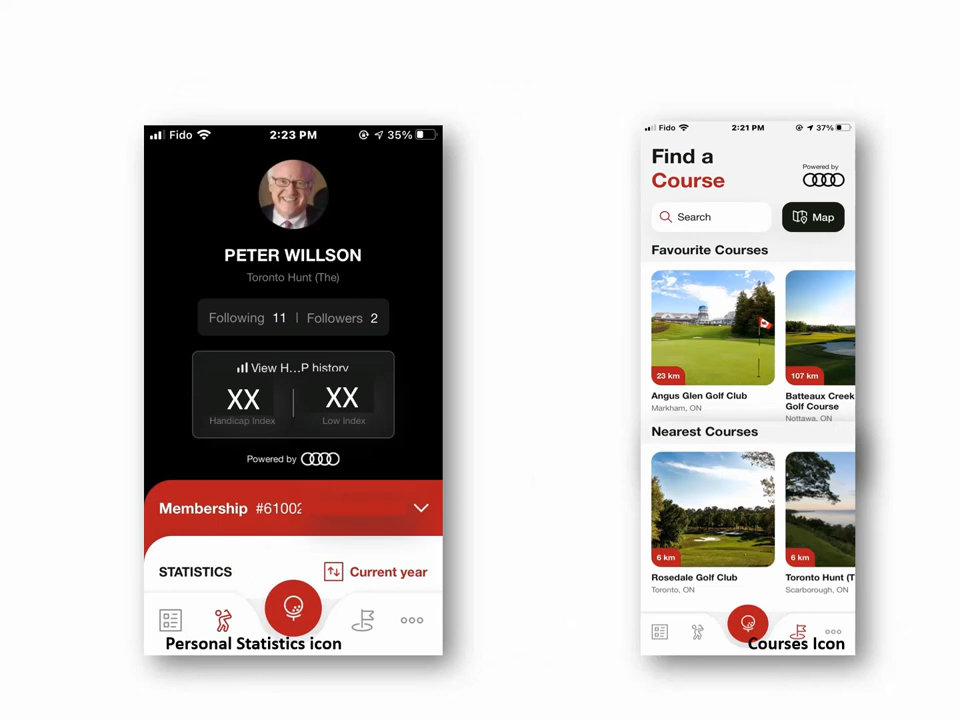 Fido
2:23 PM
35%
PETER WILLSON
Toronto Hunt (The)
Following 11 | Followers 2
View H...P history
XX
XX
Handicap Index
Low Index
Powered by
Membership #61002
STATISTICS
Current year
Personal Statistics icon
Fido
2:21 PM
37%
Find a
Course
Powered by
Search
Map
Favourite Courses
23 km
107 km
Angus Glen Golf Club
Markham, ON
Batteaux Creek
Golf Course
Nottawa, ON
Nearest Courses
6 km
6 km
Rosedale Golf Club
Toronto, ON
Toronto Hunt (T
Scarborough, ON
Courses Icon